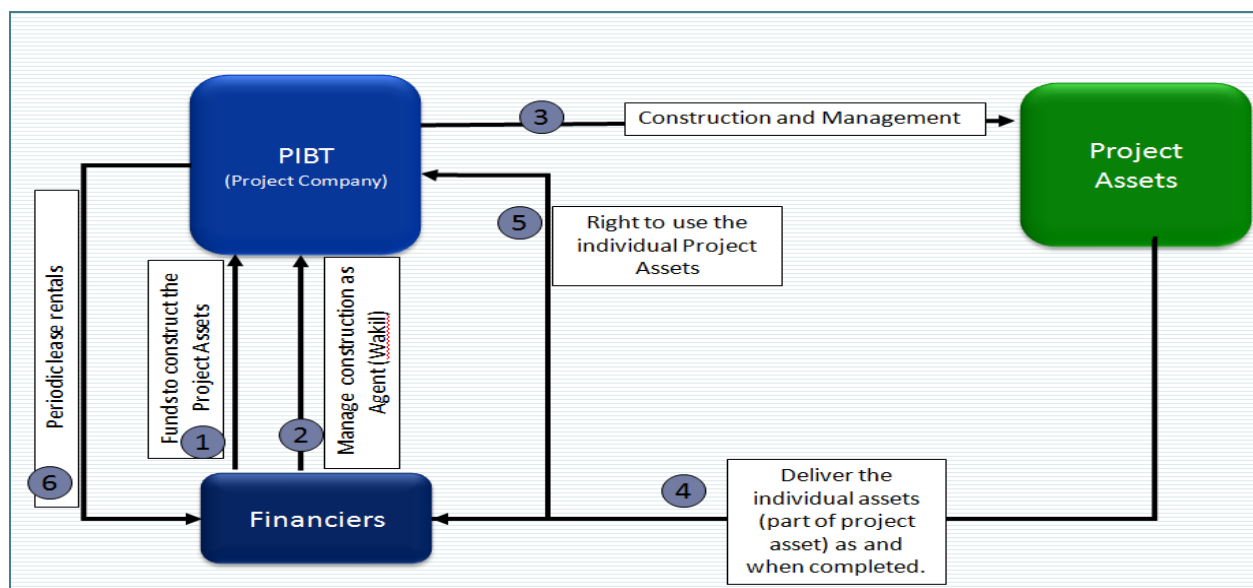 PIBT
(Project Company)
3
Construction and Management
Project
Assets
5
Right to use the
individual Project
Assets
Periodic lease rentals
6
Funds to construct the
Project Assets
1
Manage construction as
Agent (Wakil)
2
Financiers
4
Deliver the
individual assets
(part of project
asset) as and
when completed.